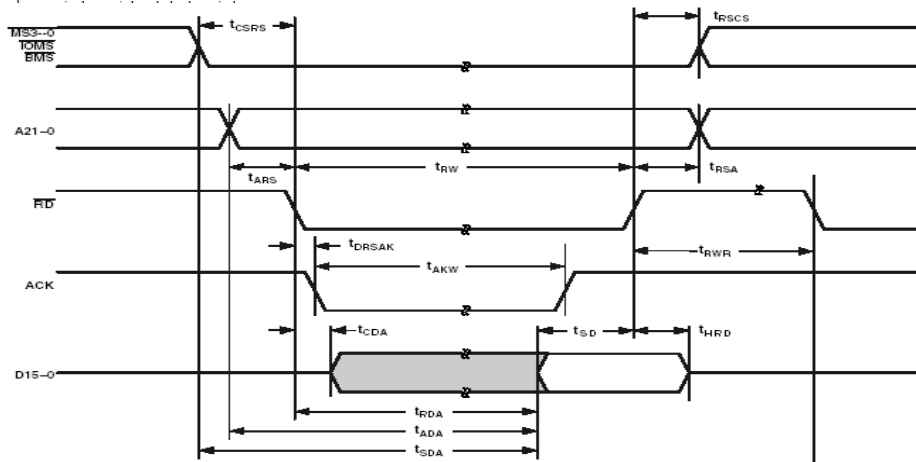 tCSRS
tRSCS
MS3–0
IOMS
BMS
A21–0
tARS
tRW
tRSA
RD
tDRSAK
tAKW
tRWR
ACK
tCDA
tSD
tHRD
D15–0
tRDA
tADA
tSDA